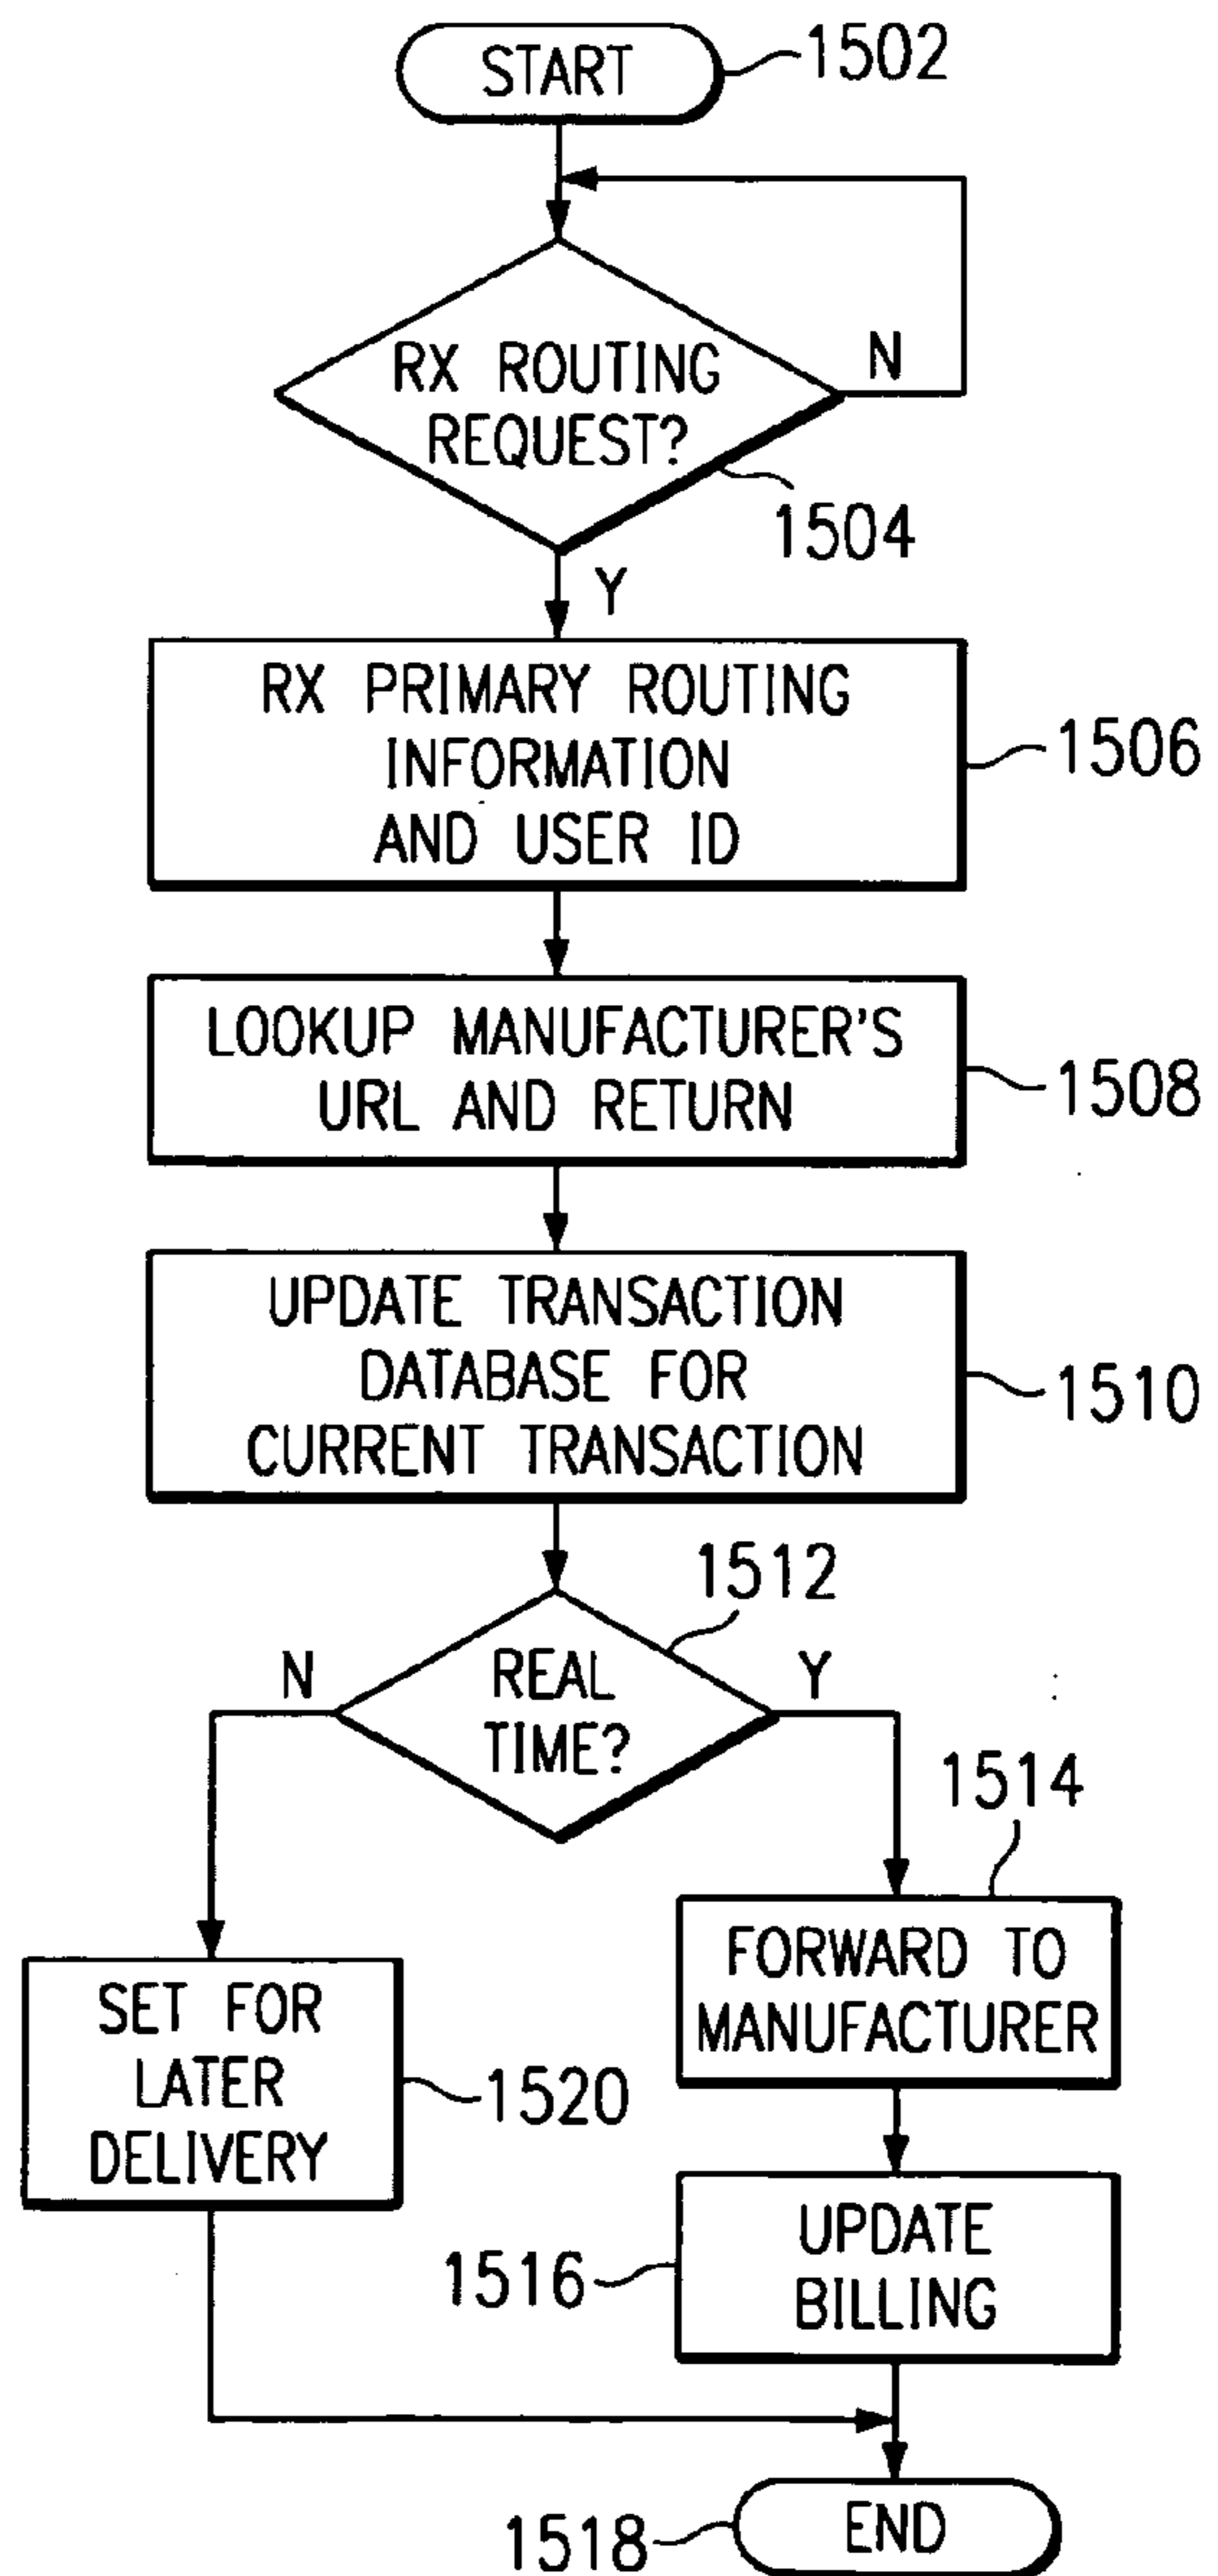 START
1502
RX ROUTING
REQUEST?
N
1504
Y
RX PRIMARY ROUTING
INFORMATION
AND USER ID
1506
LOOKUP MANUFACTURER'S
URL AND RETURN
1508
UPDATE TRANSACTION
DATABASE FOR
CURRENT TRANSACTION
1510
1512
N
REAL
TIME?
Y
1514
FORWARD TO
MANUFACTURER
SET FOR
LATER
DELIVERY
1520
UPDATE
BILLING
1516
END
1518